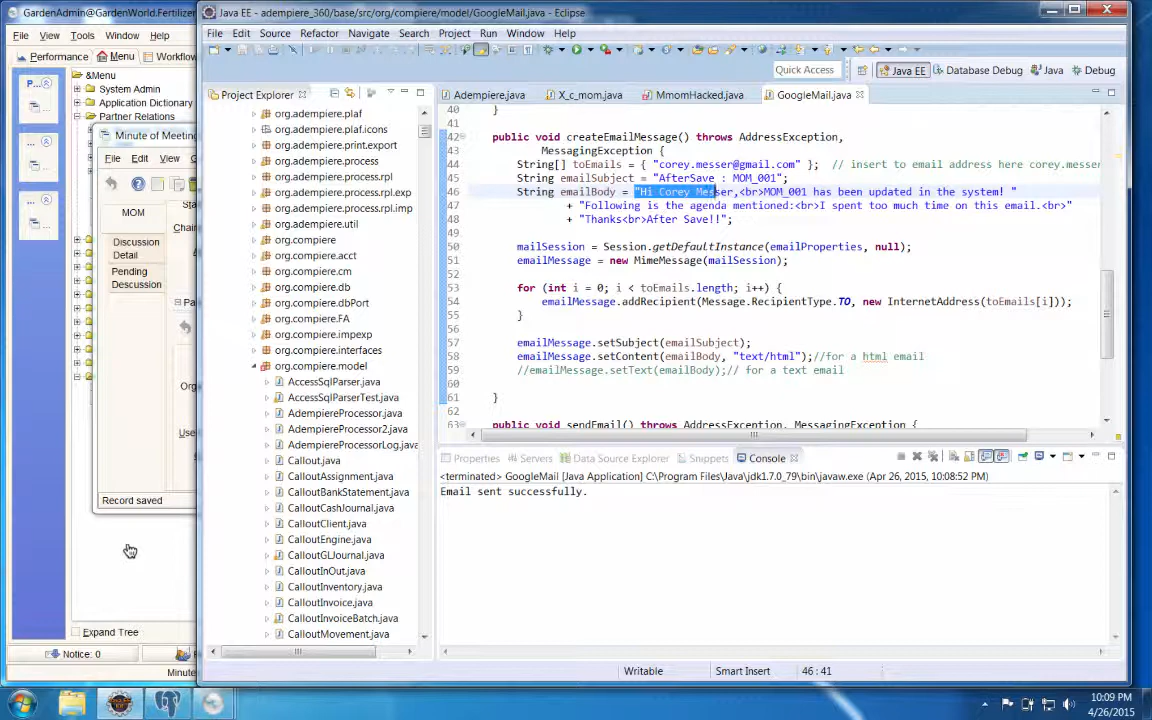 GardenAdmin@GardenWorld.Fertilizer
View Tools Window Help
Performance Menu Workflow
&Menu
System Admin
Application Dictionary
Partner Relations
Minute of Meeting
File Edit View
MOM
Discussion
Detail
Pending
Descussion
Record saved
Expand Tree
Notice: 0
Java EE - adempiere_360/base/src/org/compiere/model/GoogleMail.java - Eclipse
File Edit Source Refactor Navigate Search Project Run Window Help
Quick Access Java EE Database Debug Java Debug
Project Explorer
org.adempiere.plaf
org.adempiere.plaf.icons
org.adempiere.print.export
org.adempiere.process
org.adempiere.process.rpl
org.adempiere.process.rpl.exp
org.adempiere.process.rpl.imp
org.adempiere.util
org.compiere
org.compiere.acct
org.compiere.cm
org.compiere.db
org.compiere.dbPort
org.compiere.FA
org.compiere.impexp
org.compiere.interfaces
org.compiere.model
AccessSqlParser.java
AccessSqlParserTest.java
AdempiereProcessor.java
AdempiereProcessor2.java
AdempiereProcessorLog.java
Callout.java
CalloutAssignment.java
CalloutBankStatement.java
CalloutCashJournal.java
CalloutClient.java
CalloutEngine.java
CalloutGLJournal.java
CalloutInOut.java
CalloutInventory.java
CalloutInvoice.java
CalloutInvoiceBatch.java
CalloutMovement.java
Adempiere.java X_c_mom.java MmomHacked.java GoogleMail.java
40 }
41
42 public void createEmailMessage() throws AddressException,
43 MessagingException {
44 String[] toEmails = { "corey.messer@gmail.com" }; // insert to email address here corey.messer
45 String emailSubject = "AfterSave : MOM_001";
46 String emailBody = "Hi Corey Messer,<br>MOM_001 has been updated in the system! "
47 + "Following is the agenda mentioned:<br>I spent too much time on this email.<br>"
48 + "Thanks<br>After Save!!";
49
50 mailSession = Session.getDefaultInstance(emailProperties, null);
51 emailMessage = new MimeMessage(mailSession);
52
53 for (int i = 0; i < toEmails.length; i++) {
54 emailMessage.addRecipient(Message.RecipientType.TO, new InternetAddress(toEmails[i]));
55 }
56
57 emailMessage.setSubject(emailSubject);
58 emailMessage.setContent(emailBody, "text/html");//for a html email
59 //emailMessage.setText(emailBody);// for a text email
60
61 }
62
63 public void sendEmail() throws AddressException, MessagingException {
Properties Servers Data Source Explorer Snippets Console
<terminated> GoogleMail [Java Application] C:\Program Files\Java\jdk1.7.0_79\bin\javaw.exe (Apr 26, 2015, 10:08:52 PM)
Email sent successfully.
Writable Smart Insert 46 : 41
10:09 PM
4/26/2015